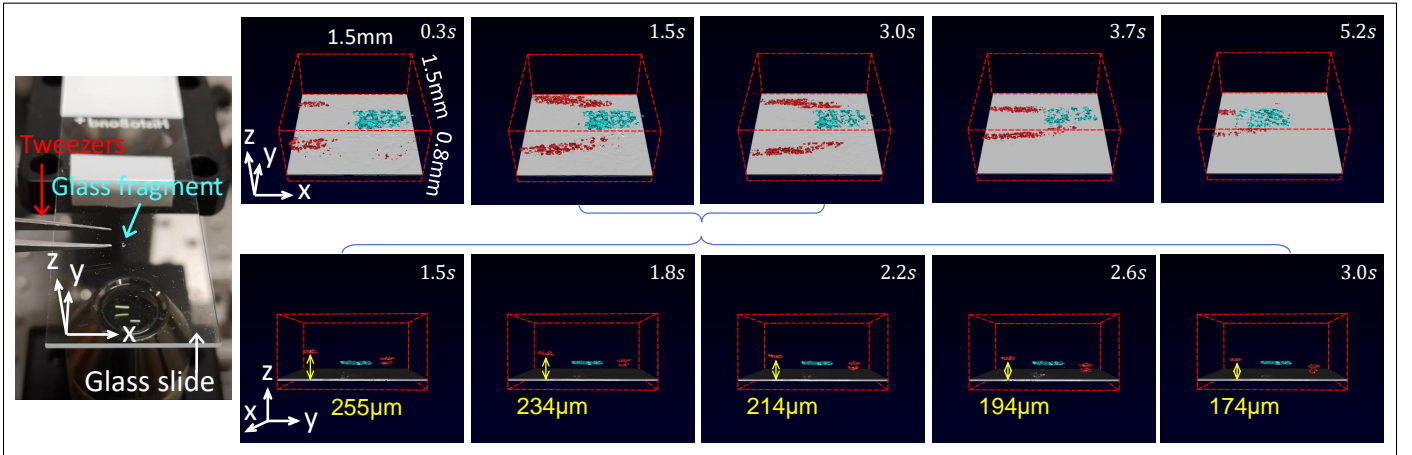 1.5mm
1.5mm
0.8mm
z
y
x
0.3s
1.5s
3.0s
3.7s
5.2s
HistoBond +
Tweezers
Glass fragment
z
y
x
Glass slide
1.5s
1.8s
2.2s
2.6s
3.0s
z
x
y
255μm
234μm
214μm
194μm
174μm